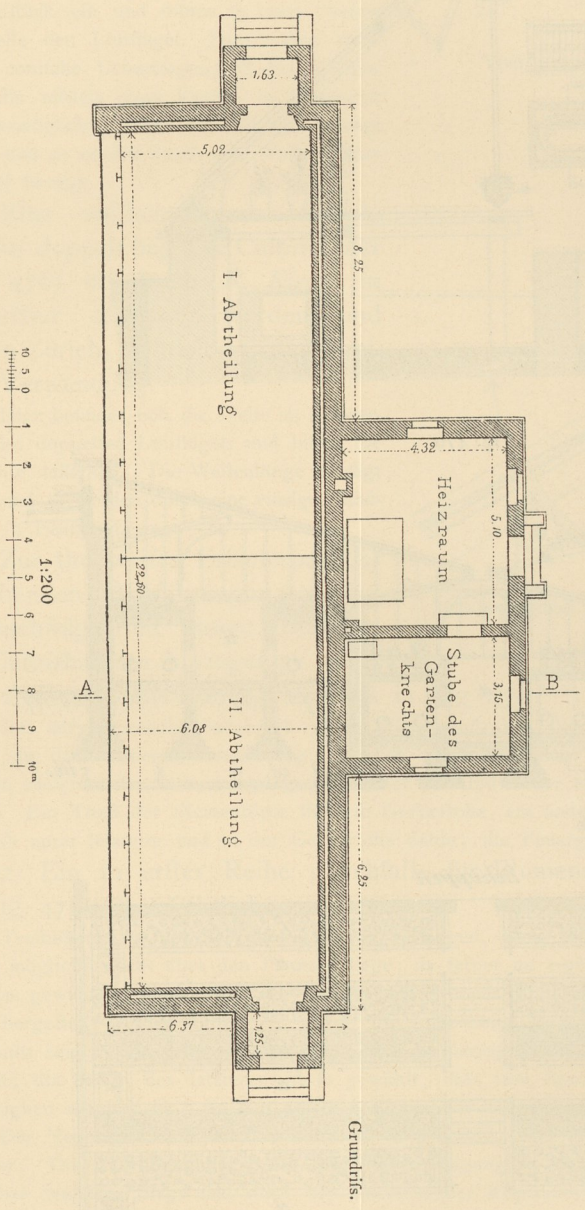 1,63.
5,02
8,25
I. Abtheilung.
4.32
Heizraum
5,10
Stube des
Garten-
knechts
3,15
22,60
A
B
6.08
II. Abtheilung.
6,25
6.37
1,25
1:200
10 5 0 1 2 3 4 5 6 7 8 9 10 m
Grundriſs.